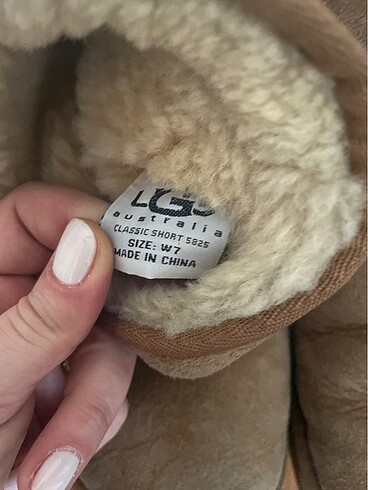 UGG
australia
CLASSIC SHORT 5825
SIZE: W7
MADE IN CHINA